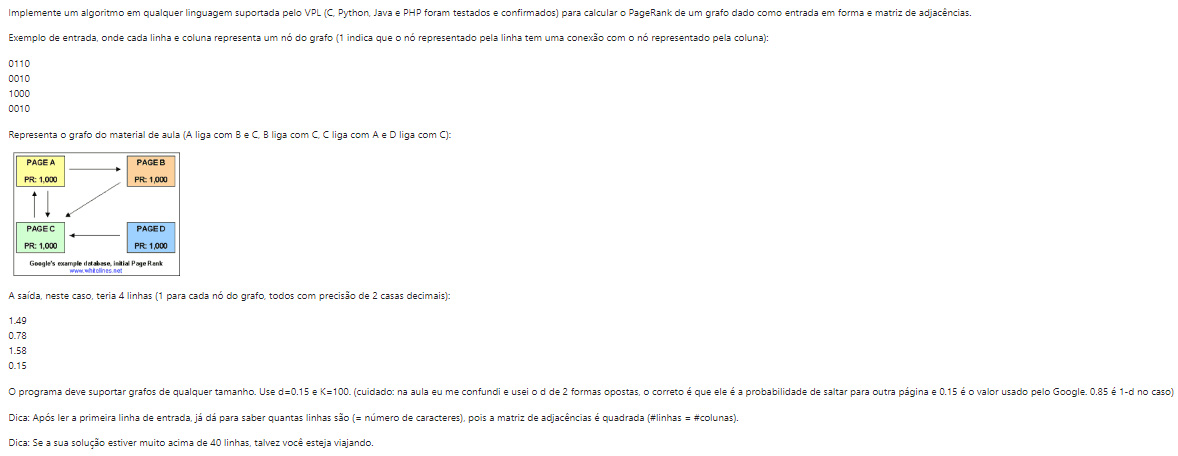 Implemente um algoritmo em qualquer linguagem suportada pelo VPL (C, Python, Java e PHP foram testados e confirmados) para calcular o PageRank de um grafo dado como entrada em forma e matriz de adjacências.
Exemplo de entrada, onde cada linha e coluna representa um nó do grafo (1 indica que o nó representado pela linha tem uma conexão com o nó representado pela coluna):
0110
0010
1000
0010
Representa o grafo do material de aula (A liga com B e C, B liga com C, C liga com A e D liga com C):
PAGE A PAGE B
PR: 1,000 PR: 1,000
PAGE C PAGE D
PR: 1,000 PR: 1,000
Google's example database, initial Page Rank
www.whitelines.net
A saída, neste caso, teria 4 linhas (1 para cada nó do grafo, todos com precisão de 2 casas decimais):
1.49
0.78
1.58
0.15
O programa deve suportar grafos de qualquer tamanho. Use d=0.15 e K=100. (cuidado: na aula eu me confundi e usei o d de 2 formas opostas, o correto é que ele é a probabilidade de saltar para outra página e 0.15 é o valor usado pelo Google. 0.85 é 1-d no caso)
Dica: Após ler a primeira linha de entrada, já dá para saber quantas linhas são (= número de caracteres), pois a matriz de adjacências é quadrada (#linhas = #colunas).
Dica: Se a sua solução estiver muito acima de 40 linhas, talvez você esteja viajando.